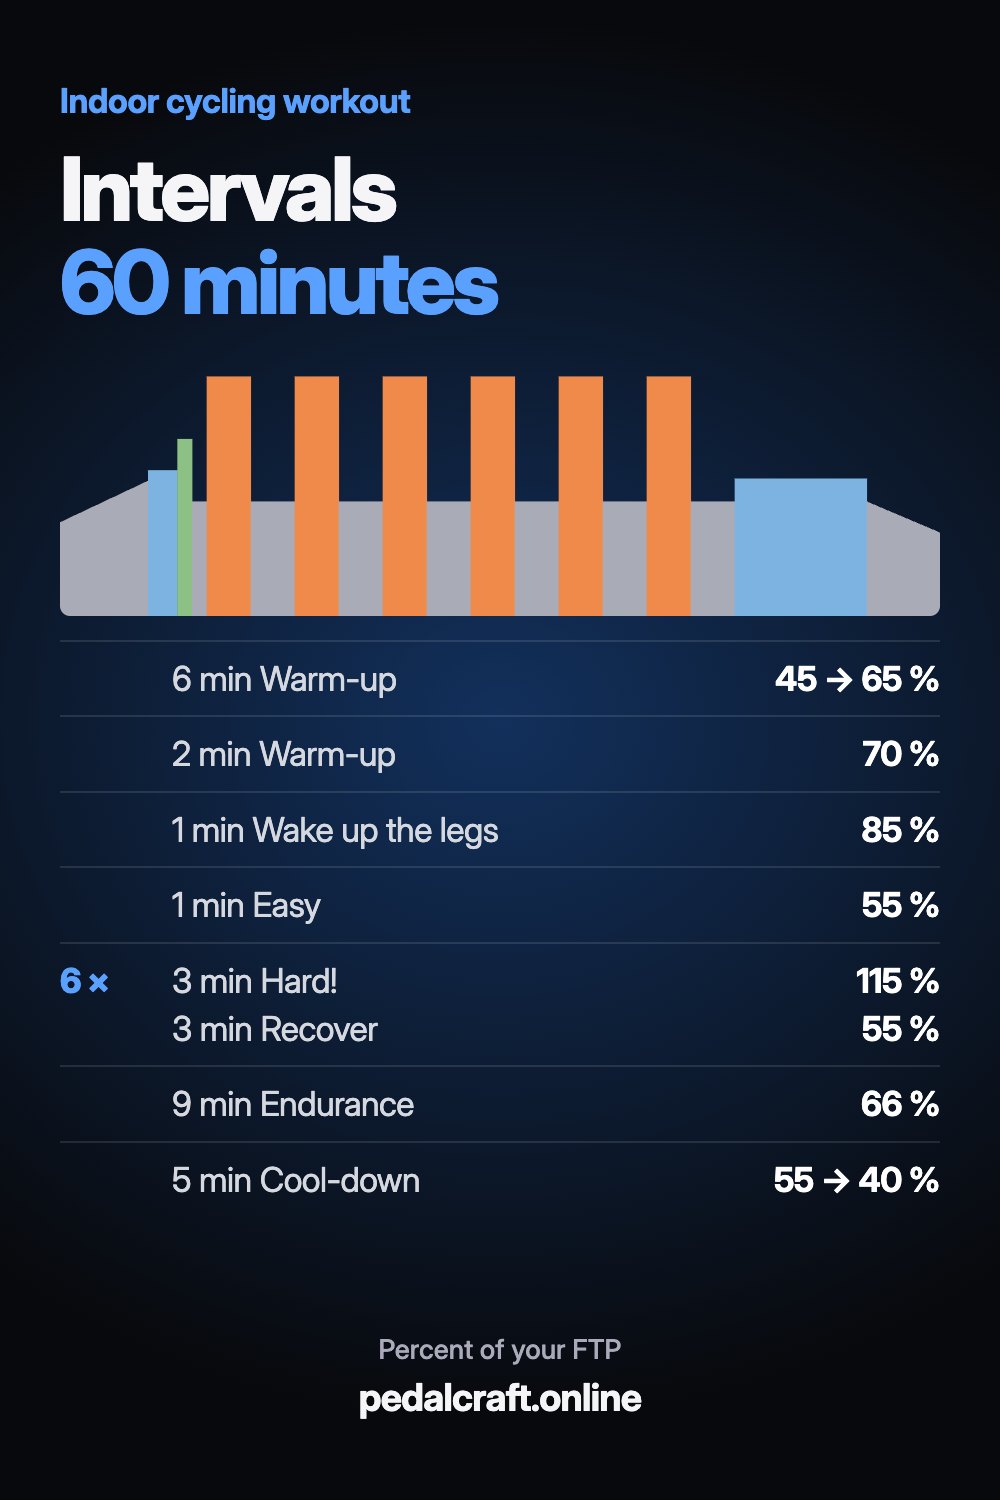 Indoor cycling workout
Intervals
60 minutes
6 min Warm-up 45 → 65 %
2 min Warm-up 70 %
1 min Wake up the legs 85 %
1 min Easy 55 %
6 × 3 min Hard! 115 %
3 min Recover 55 %
9 min Endurance 66 %
5 min Cool-down 55 → 40 %
Percent of your FTP
pedalcraft.online